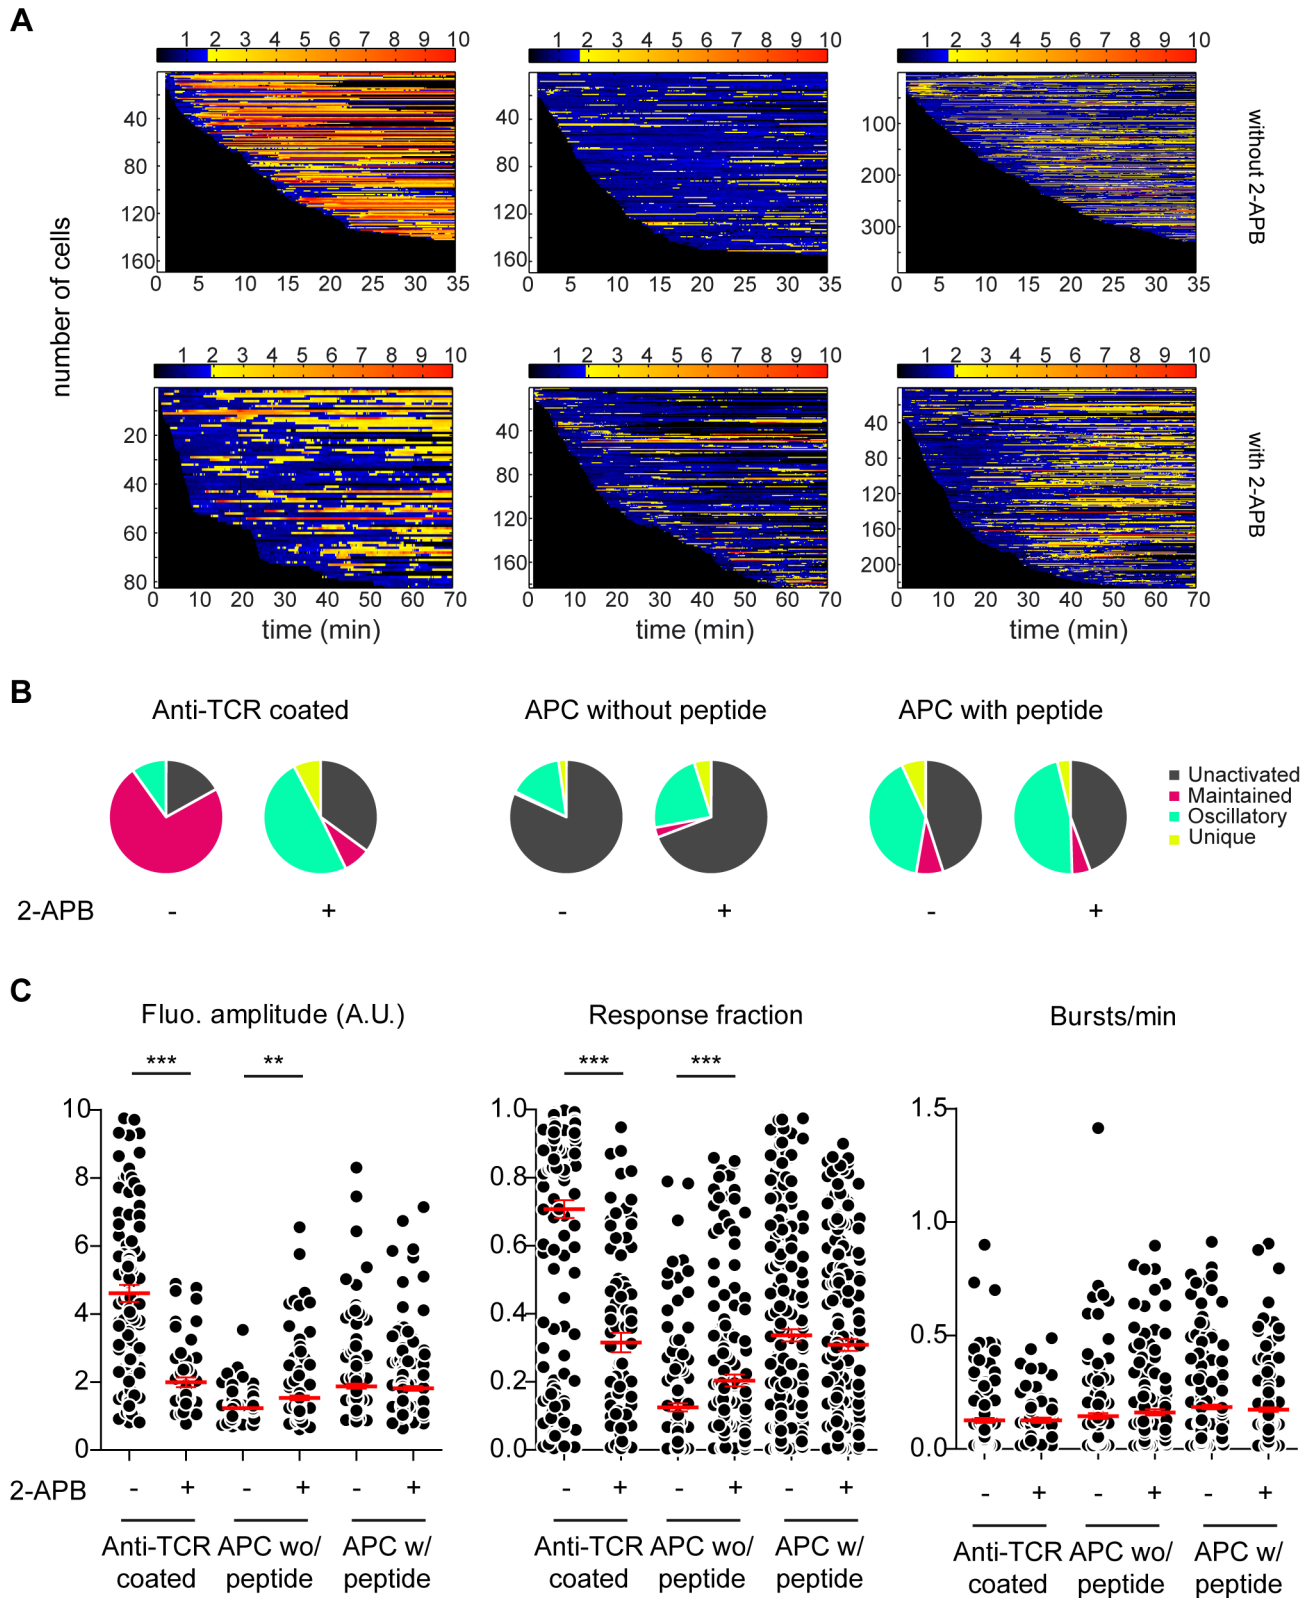 A
1 2 3 4 5 6 7 8 9 10
1 2 3 4 5 6 7 8 9 10
1 2 3 4 5 6 7 8 9 10
40
80
120
160
0 5 10 15 20 25 30 35
40
80
120
160
0 5 10 15 20 25 30 35
100
200
300
0 5 10 15 20 25 30 35
without 2-APB
number of cells
1 2 3 4 5 6 7 8 9 10
1 2 3 4 5 6 7 8 9 10
1 2 3 4 5 6 7 8 9 10
20
40
60
80
0 10 20 30 40 50 60 70
time (min)
40
80
120
160
0 10 20 30 40 50 60 70
time (min)
40
80
120
160
200
0 10 20 30 40 50 60 70
time (min)
with 2-APB
B
Anti-TCR coated
APC without peptide
APC with peptide
Unactivated
Maintained
Oscillatory
Unique
2-APB - + - + - +
C
Fluo. amplitude (A.U.)
*** **
10
8
6
4
2
0
Response fraction
*** ***
1.0
0.8
0.6
0.4
0.2
0.0
Bursts/min
1.5
1.0
0.5
0.0
2-APB - + - + - +
- + - + - +
- + - + - +
Anti-TCR coated
APC wo/ peptide
APC w/ peptide
Anti-TCR coated
APC wo/ peptide
APC w/ peptide
Anti-TCR coated
APC wo/ peptide
APC w/ peptide